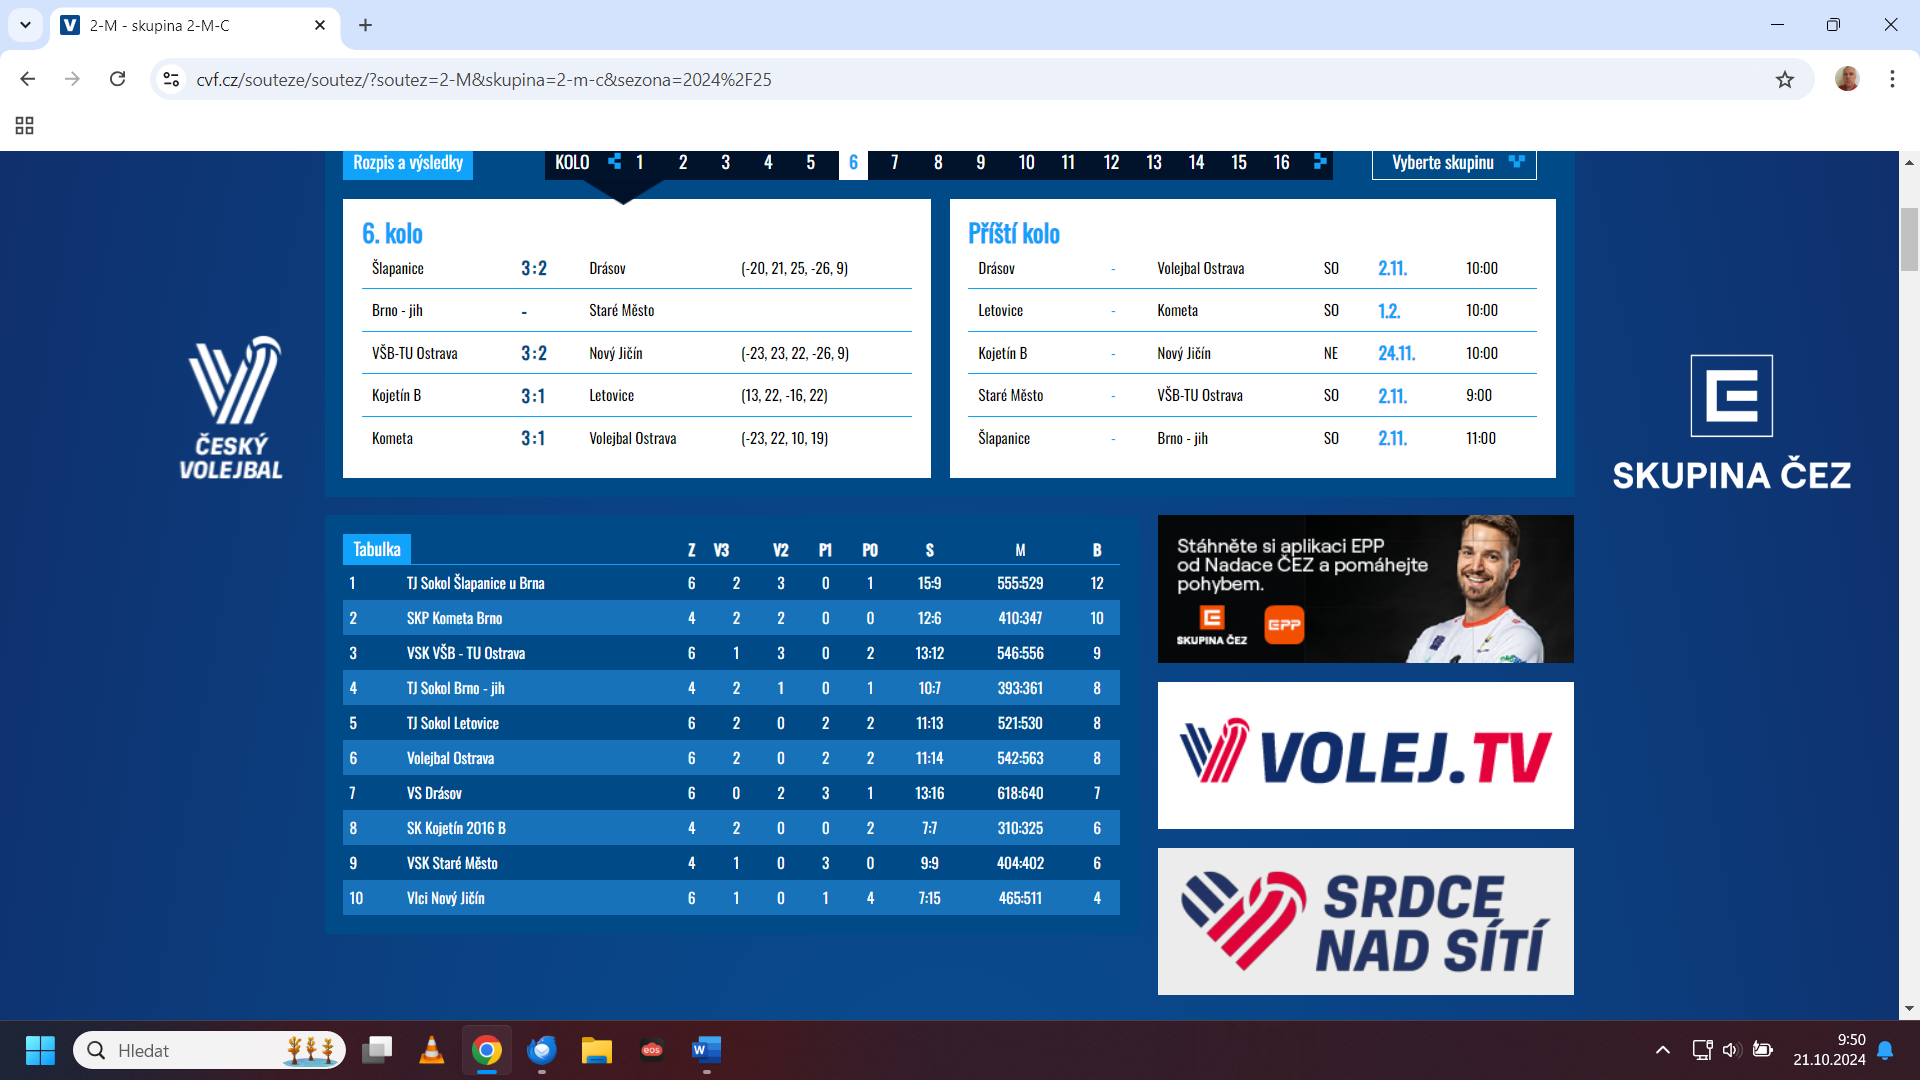 2-M - skupina 2-M-C
cvf.cz/souteze/soutez/?soutez=2-M&skupina=2-m-c&sezona=2024%2F25
Rozpis a výsledky KOLO 1 2 3 4 5 6 7 8 9 10 11 12 13 14 15 16 Vyberte skupinu
6. kolo
Šlapanice 3:2 Drásov (-20, 21, 25, -26, 9)
Brno - jih - Staré Město
VŠB-TU Ostrava 3:2 Nový Jičín (-23, 23, 22, -26, 9)
Kojetín B 3:1 Letovice (13, 22, -16, 22)
Kometa 3:1 Volejbal Ostrava (-23, 22, 10, 19)
Příští kolo
Drásov - Volejbal Ostrava SO 2.11. 10:00
Letovice - Kometa SO 1.2. 10:00
Kojetín B - Nový Jičín NE 24.11. 10:00
Staré Město - VŠB-TU Ostrava SO 2.11. 9:00
Šlapanice - Brno - jih SO 2.11. 11:00
ČESKÝ
VOLEJBAL
SKUPINA ČEZ
Tabulka Z V3 V2 P1 P0 S M B
1 TJ Sokol Šlapanice u Brna 6 2 3 0 1 15:9 555:529 12
2 SKP Kometa Brno 4 2 2 0 0 12:6 410:347 10
3 VSK VŠB - TU Ostrava 6 1 3 0 2 13:12 546:556 9
4 TJ Sokol Brno - jih 4 2 1 0 1 10:7 393:361 8
5 TJ Sokol Letovice 6 2 0 2 2 11:13 521:530 8
6 Volejbal Ostrava 6 2 0 2 2 11:14 542:563 8
7 VS Drásov 6 0 2 3 1 13:16 618:640 7
8 SK Kojetín 2016 B 4 2 0 0 2 7:7 310:325 6
9 VSK Staré Město 4 1 0 3 0 9:9 404:402 6
10 Vlci Nový Jičín 6 1 0 1 4 7:15 465:511 4
Stáhněte si aplikaci EPP
od Nadace ČEZ a pomáhejte
pohybem.
SKUPINA ČEZ
EPP
VOLEJ.TV
SRDCE
NAD SÍTÍ
Hledat
eos
9:50
21.10.2024